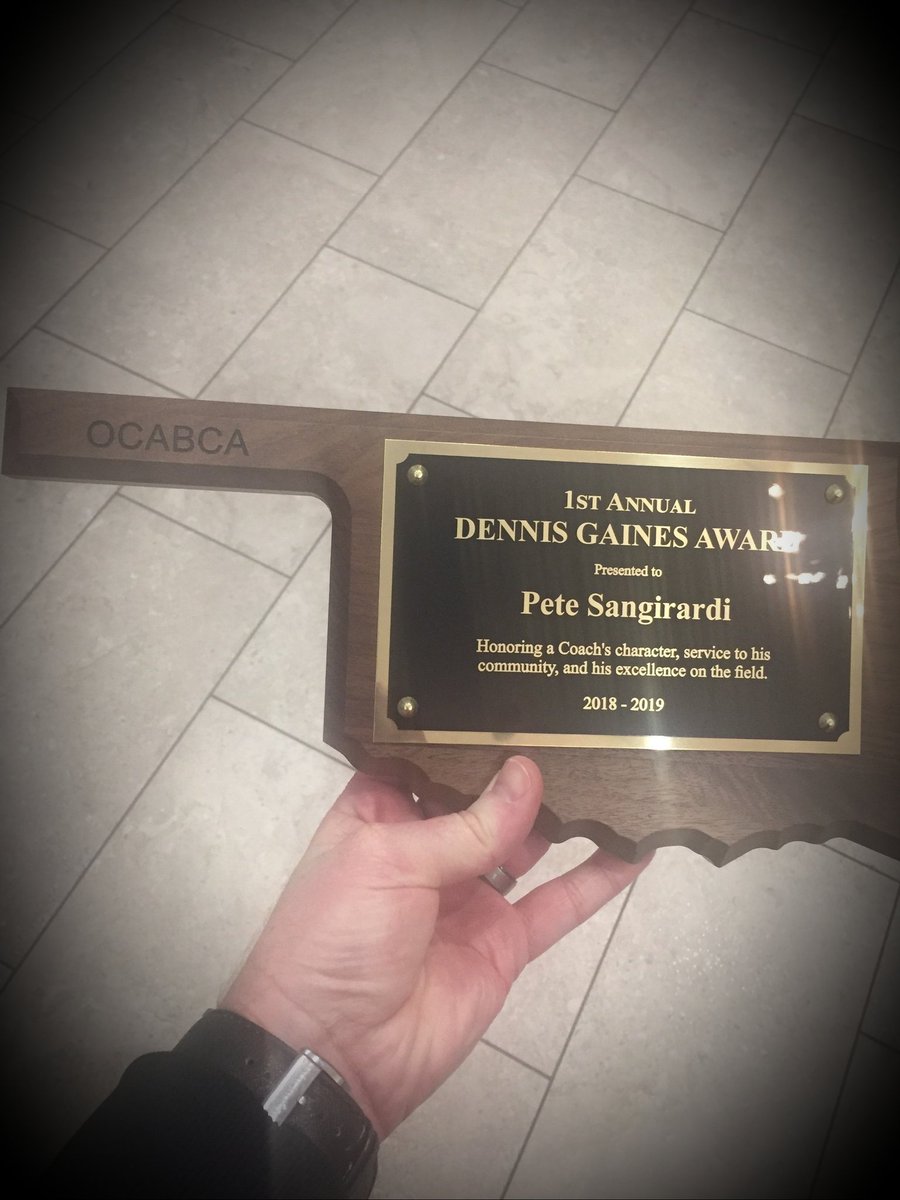 OCABCA
1ST ANNUAL
DENNIS GAINES AWARD
Presented to
Pete Sangirardi
Honoring a Coach's character, service to his
community, and his excellence on the field.
2018 - 2019